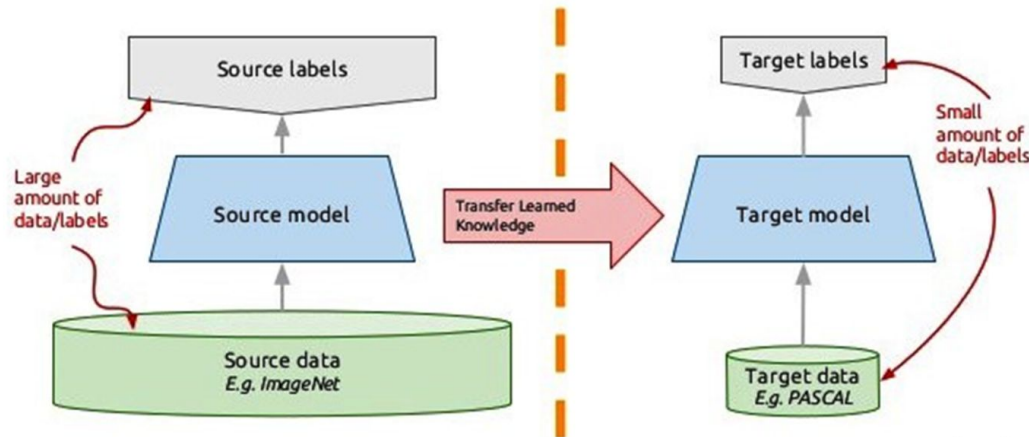 Source labels
Large
amount of
data/labels
Source model
Source data
E.g. ImageNet
Transfer Learned
Knowledge
Target labels
Small
amount of
data/labels
Target model
Target data
E.g. PASCAL